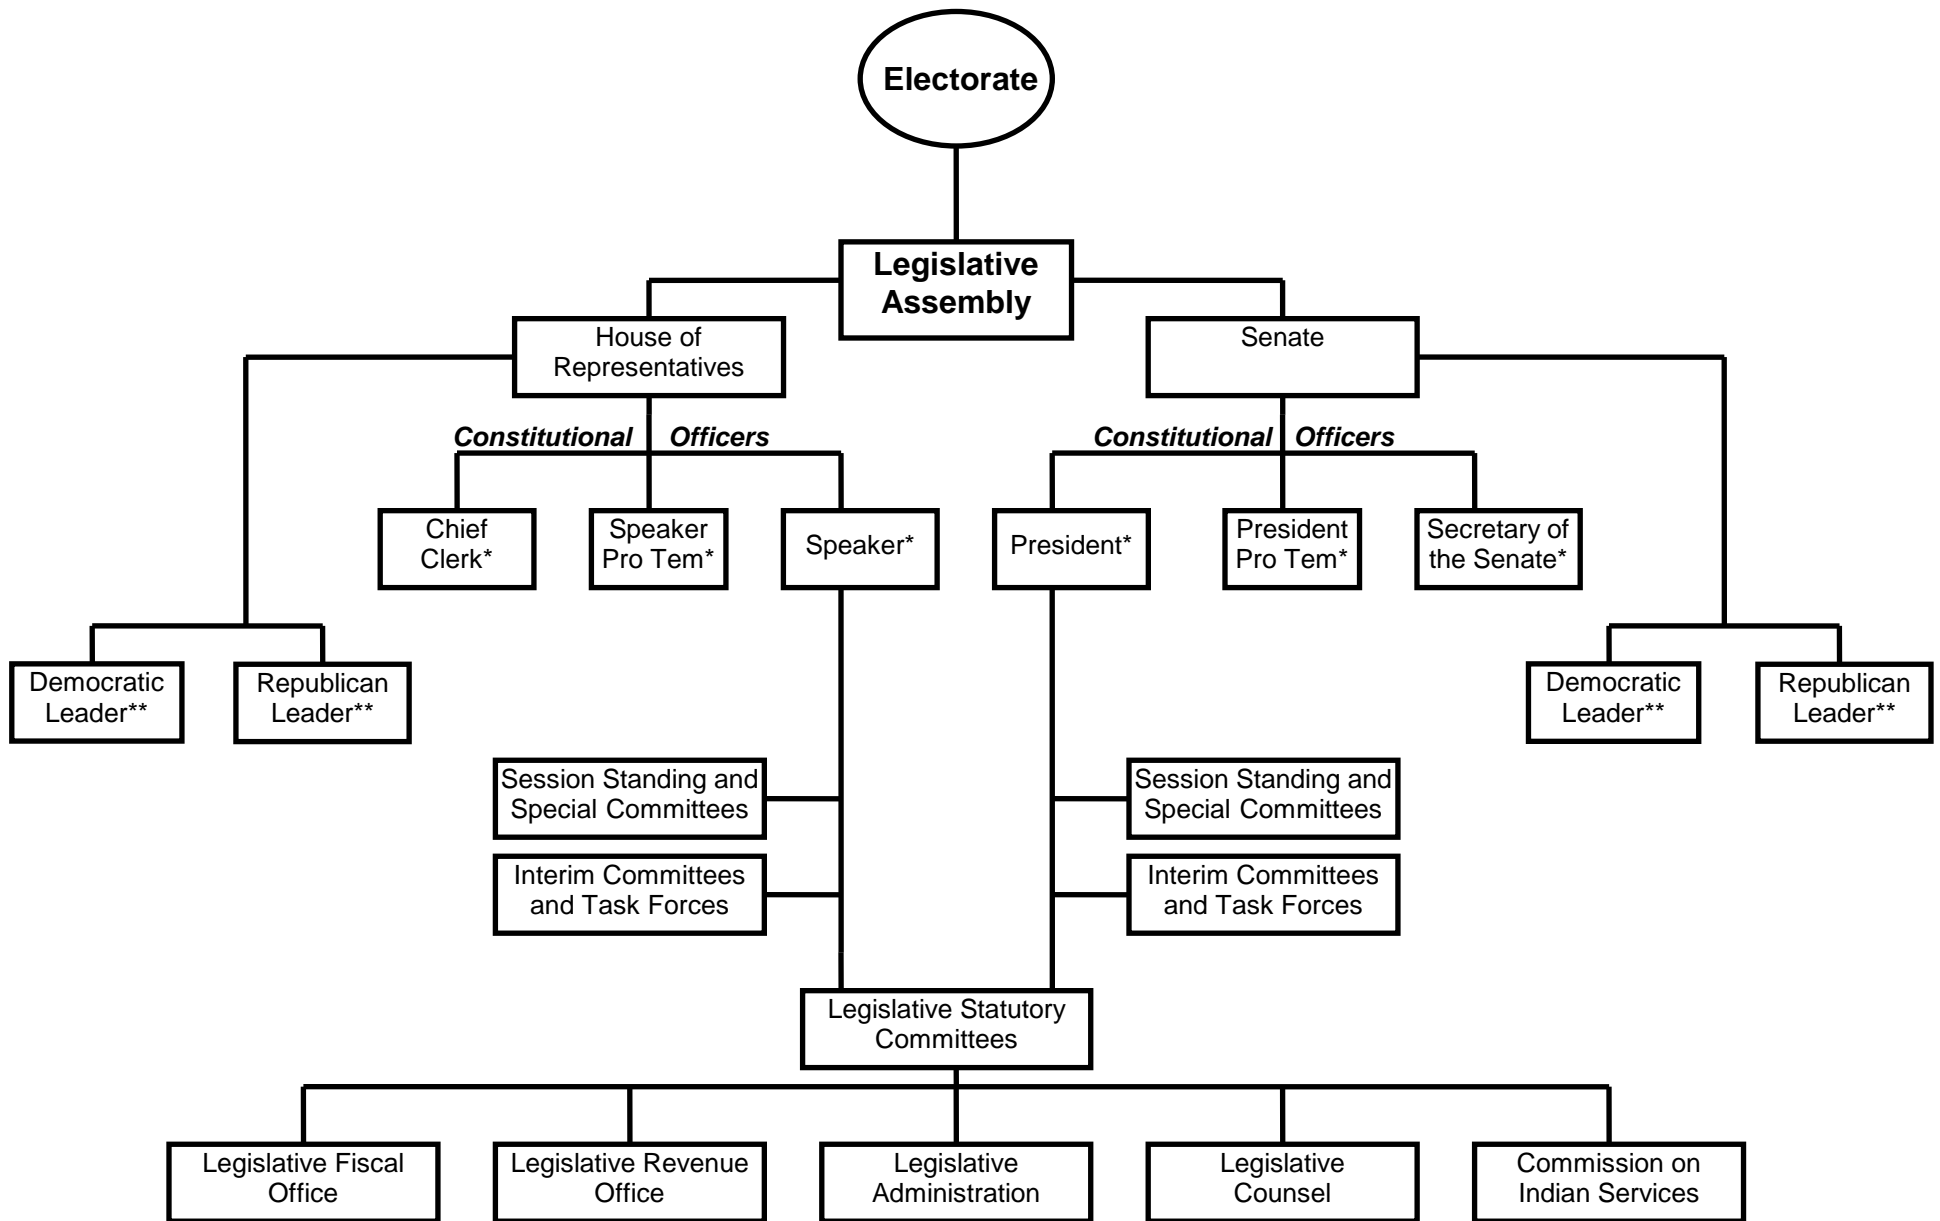 Electorate
Legislative
Assembly
House of
Representatives
Senate
Constitutional Officers
Constitutional Officers
Chief
Clerk*
Speaker
Pro Tem*
Speaker*
President*
President
Pro Tem*
Secretary of
the Senate*
Democratic
Leader**
Republican
Leader**
Democratic
Leader**
Republican
Leader**
Session Standing and
Special Committees
Session Standing and
Special Committees
Interim Committees
and Task Forces
Interim Committees
and Task Forces
Legislative Statutory
Committees
Legislative Fiscal
Office
Legislative Revenue
Office
Legislative
Administration
Legislative
Counsel
Commission on
Indian Services